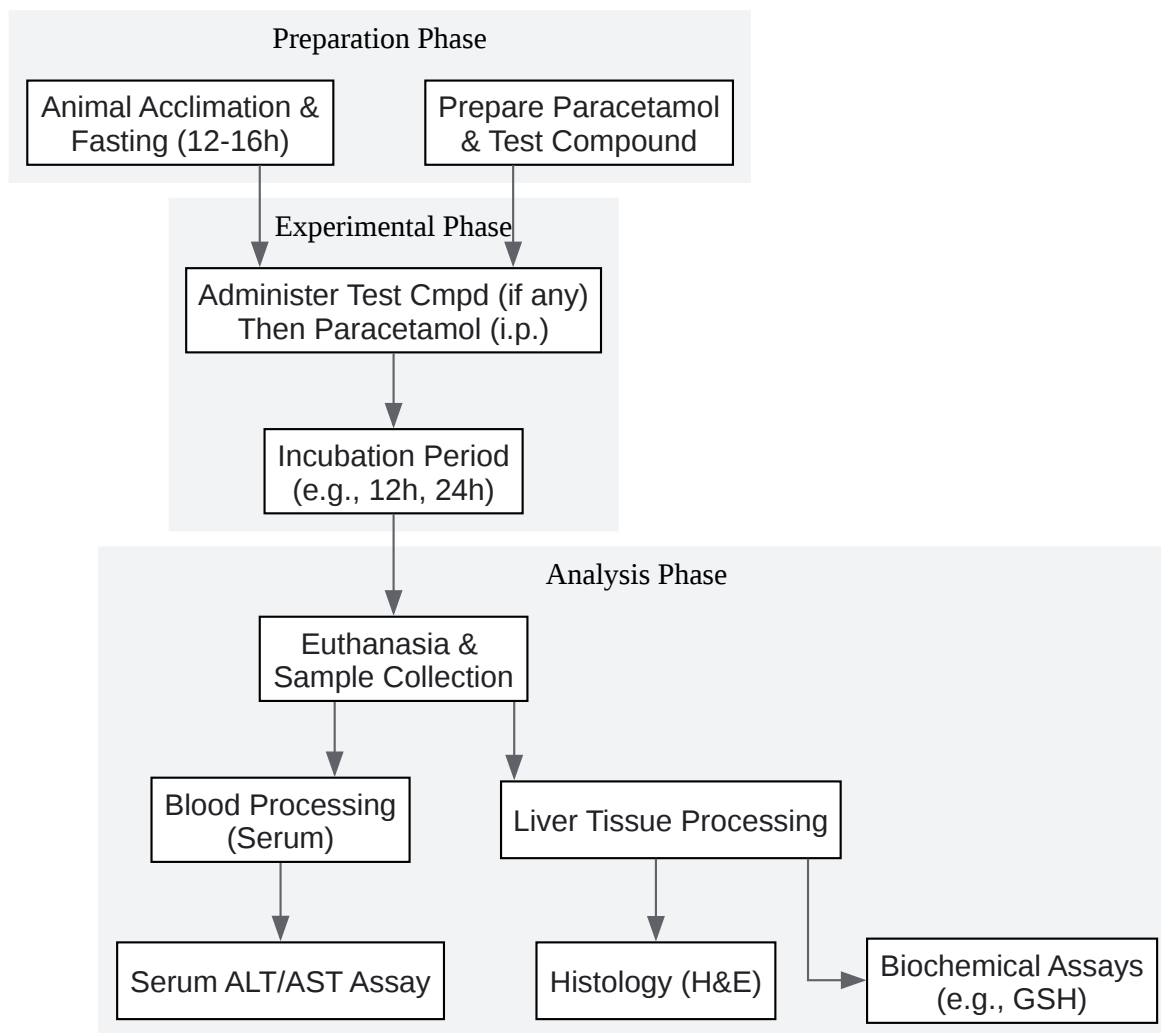 Preparation Phase
Animal Acclimation &
Fasting (12-16h)
Prepare Paracetamol
& Test Compound
Experimental Phase
Administer Test Cmpd (if any)
Then Paracetamol (i.p.)
Incubation Period
(e.g., 12h, 24h)
Analysis Phase
Euthanasia &
Sample Collection
Blood Processing
(Serum)
Liver Tissue Processing
Serum ALT/AST Assay
Histology (H&E)
Biochemical Assays
(e.g., GSH)